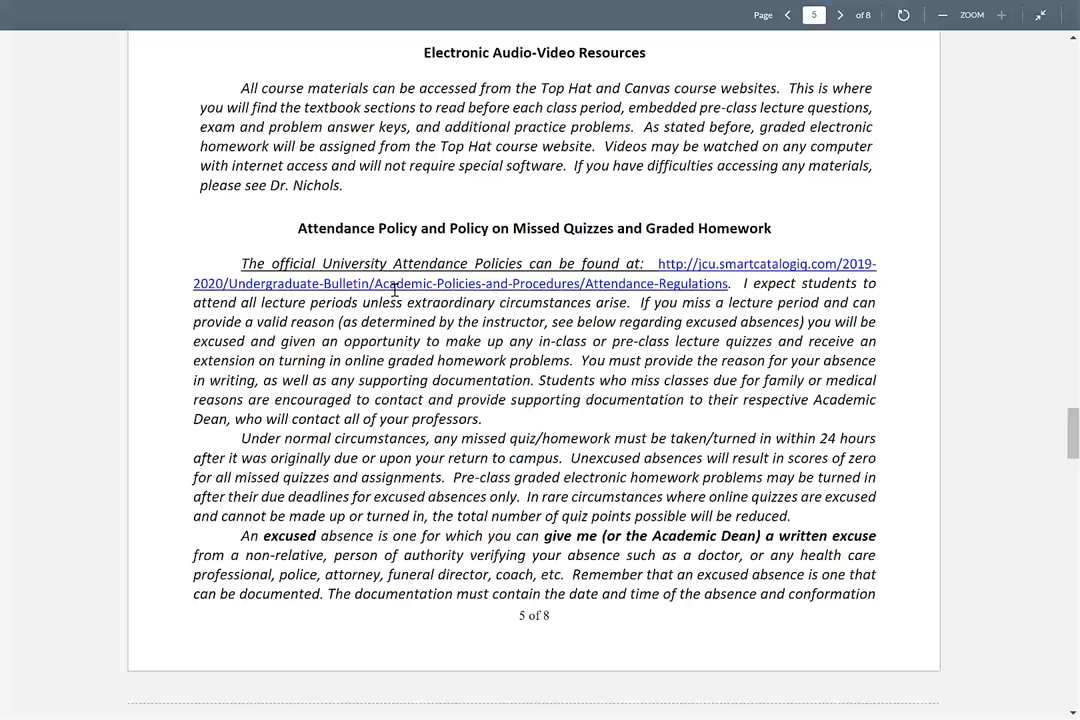 Page 5 of 8 ZOOM
Electronic Audio-Video Resources
All course materials can be accessed from the Top Hat and Canvas course websites. This is where
you will find the textbook sections to read before each class period, embedded pre-class lecture questions,
exam and problem answer keys, and additional practice problems. As stated before, graded electronic
homework will be assigned from the Top Hat course website. Videos may be watched on any computer
with internet access and will not require special software. If you have difficulties accessing any materials,
please see Dr. Nichols.
Attendance Policy and Policy on Missed Quizzes and Graded Homework
The official University Attendance Policies can be found at: http://jcu.smartcatalogiq.com/2019-
2020/Undergraduate-Bulletin/Academic-Policies-and-Procedures/Attendance-Regulations. I expect students to
attend all lecture periods unless extraordinary circumstances arise. If you miss a lecture period and can
provide a valid reason (as determined by the instructor, see below regarding excused absences) you will be
excused and given an opportunity to make up any in-class or pre-class lecture quizzes and receive an
extension on turning in online graded homework problems. You must provide the reason for your absence
in writing, as well as any supporting documentation. Students who miss classes due for family or medical
reasons are encouraged to contact and provide supporting documentation to their respective Academic
Dean, who will contact all of your professors.
Under normal circumstances, any missed quiz/homework must be taken/turned in within 24 hours
after it was originally due or upon your return to campus. Unexcused absences will result in scores of zero
for all missed quizzes and assignments. Pre-class graded electronic homework problems may be turned in
after their due deadlines for excused absences only. In rare circumstances where online quizzes are excused
and cannot be made up or turned in, the total number of quiz points possible will be reduced.
An excused absence is one for which you can give me (or the Academic Dean) a written excuse
from a non-relative, person of authority verifying your absence such as a doctor, or any health care
professional, police, attorney, funeral director, coach, etc. Remember that an excused absence is one that
can be documented. The documentation must contain the date and time of the absence and conformation
5 of 8